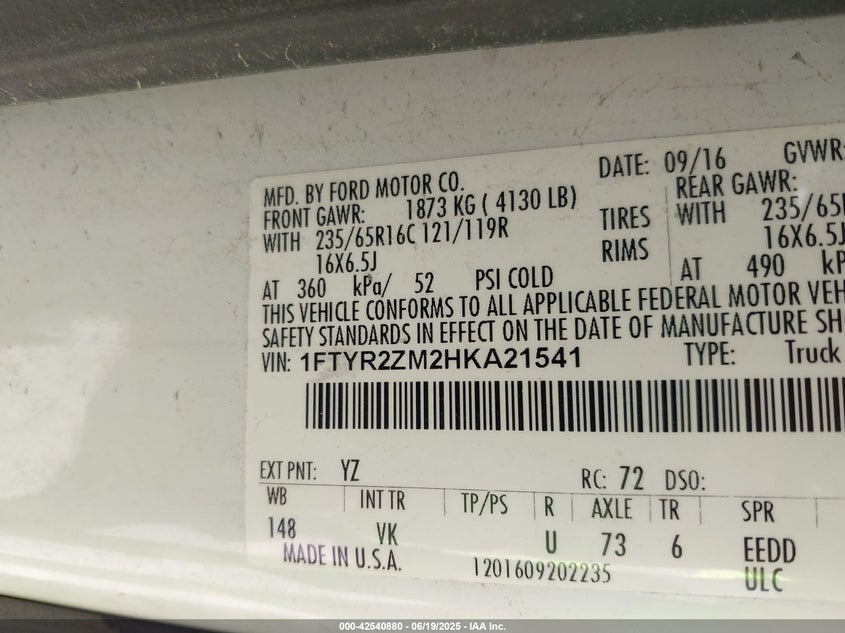 DATE: 09/16 GVWR:
MFD. BY FORD MOTOR CO.
FRONT GAWR: 1873 KG ( 4130 LB) REAR GAWR:
WITH 235/65R16C 121/119R TIRES WITH 235/65
16X6.5J RIMS 16X6.5J
AT 360 kPa/ 52 PSI COLD AT 490 kP
THIS VEHICLE CONFORMS TO ALL APPLICABLE FEDERAL MOTOR VEH
SAFETY STANDARDS IN EFFECT ON THE DATE OF MANUFACTURE SH
VIN: 1FTYR2ZM2HKA21541 TYPE: Truck
EXT PNT: YZ RC: 72 DSO:
WB INT TR TP/PS R AXLE TR SPR
148 VK U 73 6 EEDD
MADE IN U.S.A. 1201609202235 ULC
000-42540880 - 06/19/2025 - IAA Inc.